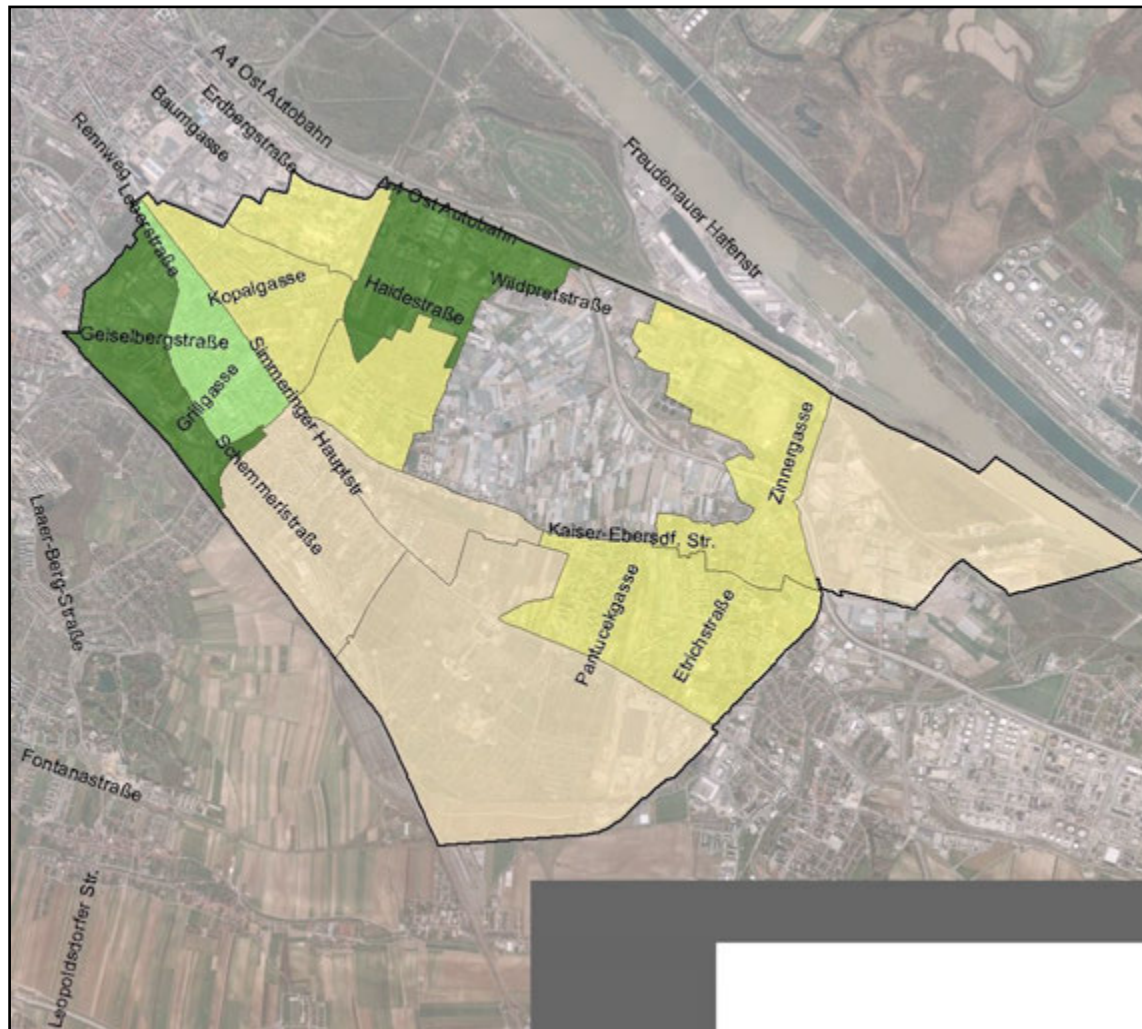 A 4 Ost Autobahn
Erdbergstraße
Baumgasse
Rennweg
Leberstraße
A 4 Ost Autobahn
Freudenauer Hafenstr
Wildpretstraße
Haidestraße
Kopalgasse
Geiselbergstraße
Simmeringer Hauptstr
Grillgasse
Schemmerlstraße
Zinnergasse
Kaiser-Ebersdf. Str.
Pantucekgasse
Etrichstraße
Laaer-Berg-Straße
Fontanastraße
Leopoldsdorfer Str.